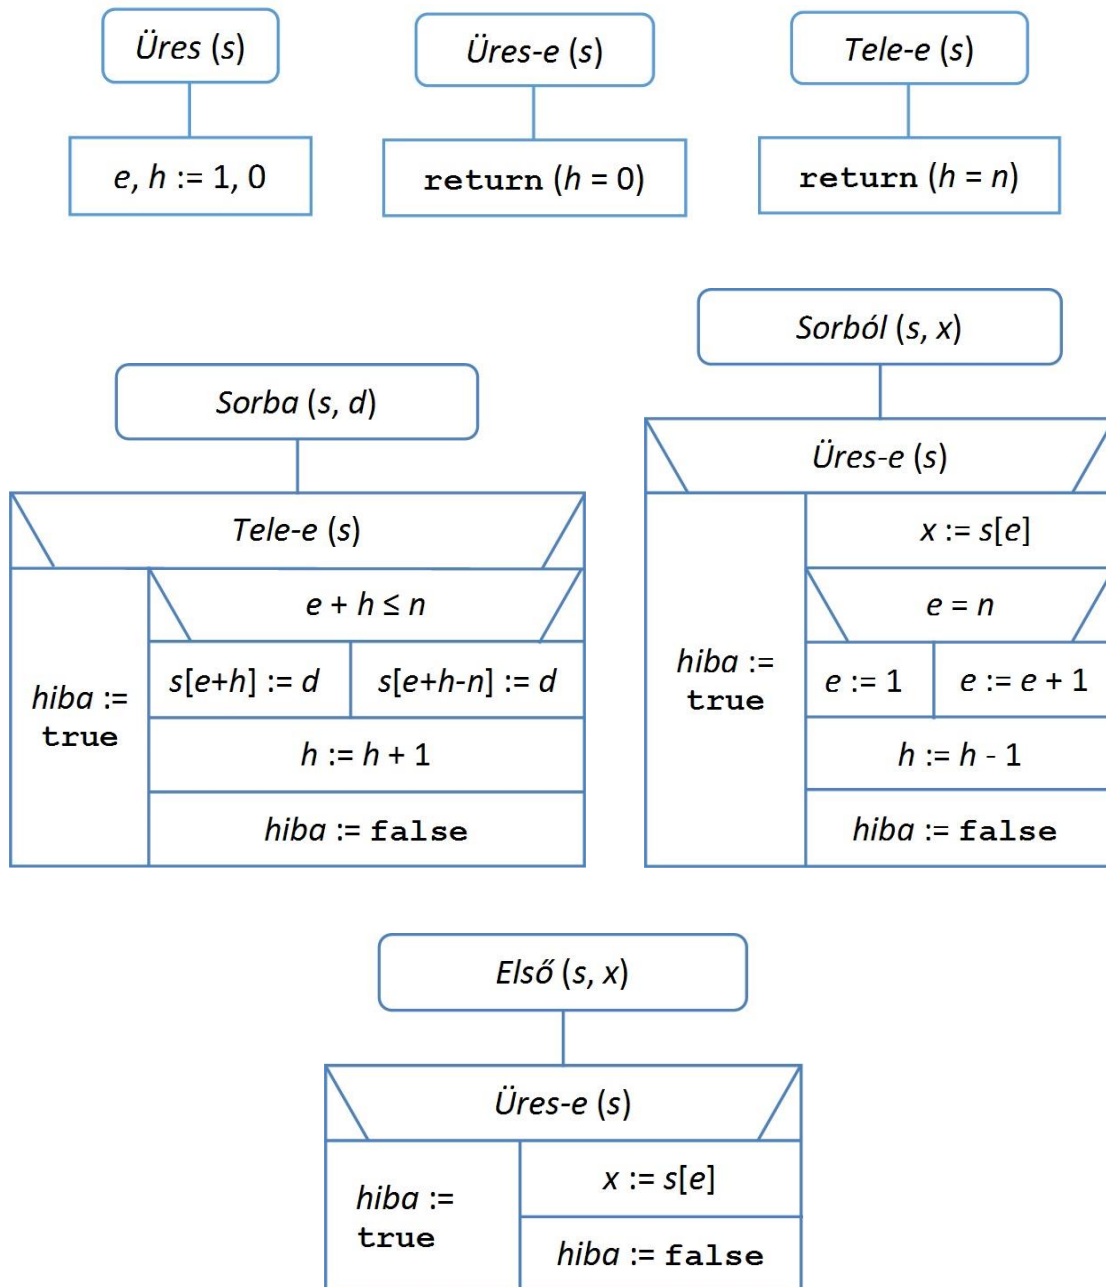 Üres (s)
Üres-e (s)
Tele-e (s)
e, h := 1, 0
return (h = 0)
return (h = n)
Sorba (s, d)
Tele-e (s)
hiba :=
true
e + h ≤ n
s[e+h] := d
s[e+h-n] := d
h := h + 1
hiba := false
Sorból (s, x)
Üres-e (s)
hiba :=
true
x := s[e]
e = n
e := 1
e := e + 1
h := h - 1
hiba := false
Első (s, x)
Üres-e (s)
hiba :=
true
x := s[e]
hiba := false